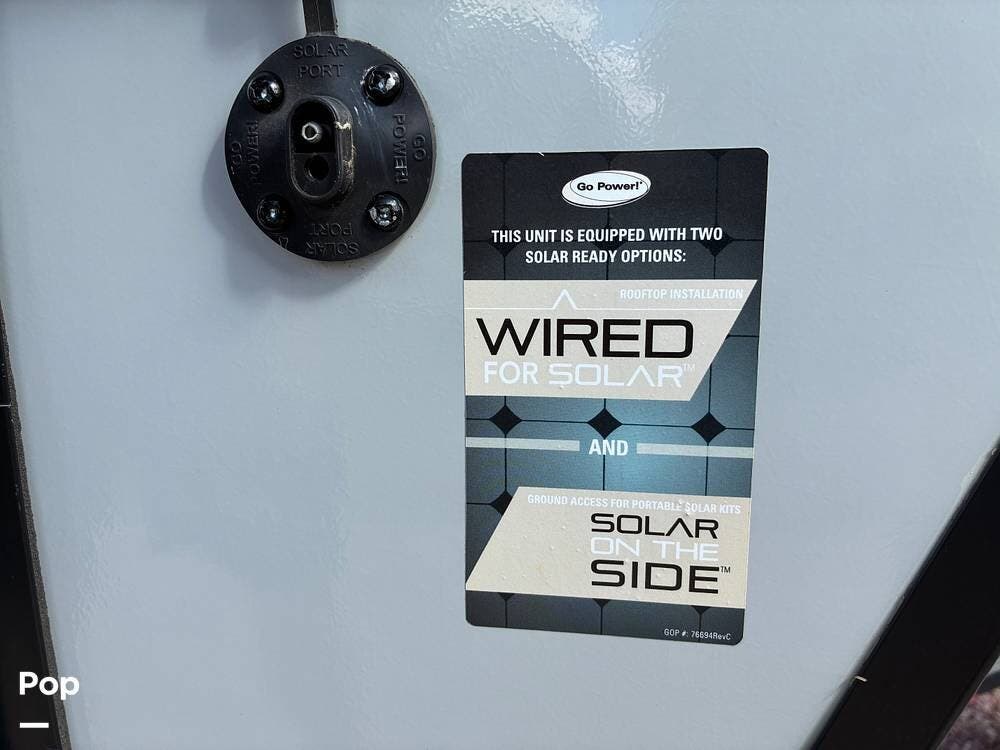 SOLAR
PORT
GO
POWER!
GO
POWER!
SOLAR
PORT
Go Power!
THIS UNIT IS EQUIPPED WITH TWO
SOLAR READY OPTIONS:
ROOFTOP INSTALLATION
WIRED
FOR SOLAR™
AND
GROUND ACCESS FOR PORTABLE SOLAR KITS
SOLAR
ON THE
SIDE™
GOP #: 76694RevC
Pop